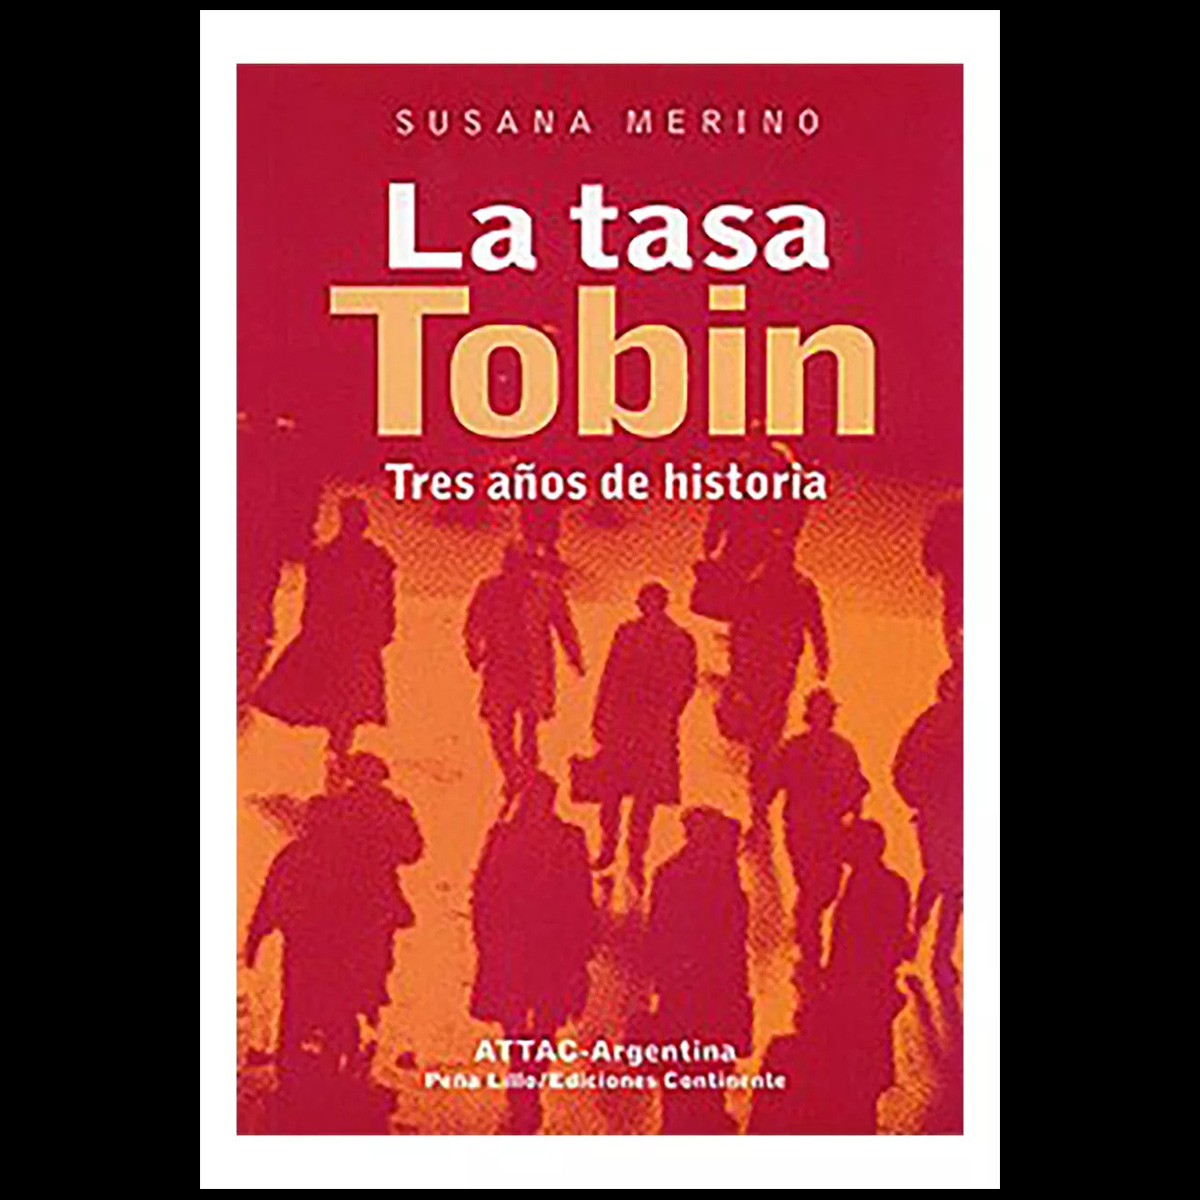 SUSANA MERINO
La tasa
Tobin
Tres años de historia
ATTAC-Argentina
Peña Lillo/Ediciones Continente